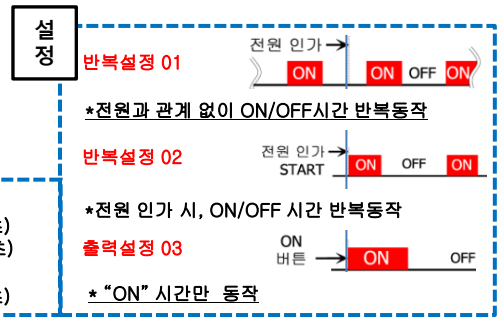 설
정
반복설정 01
전원 인가
ON
ON OFF ON
*전원과 관계 없이 ON/OFF시간 반복동작
반복설정 02
전원 인가
START
ON OFF ON
*전원 인가 시, ON/OFF 시간 반복동작
출력설정 03
ON
버튼
ON OFF
* “ON” 시간만 동작